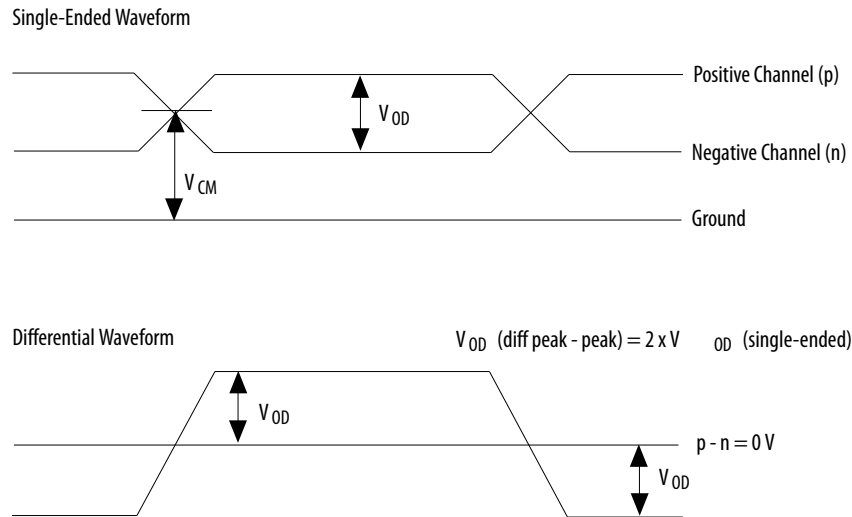 Single-Ended Waveform
Positive Channel (p)
V OD
Negative Channel (n)
V CM
Ground
Differential Waveform
V OD (diff peak - peak) = 2 x V OD (single-ended)
V OD
p - n = 0 V
V OD